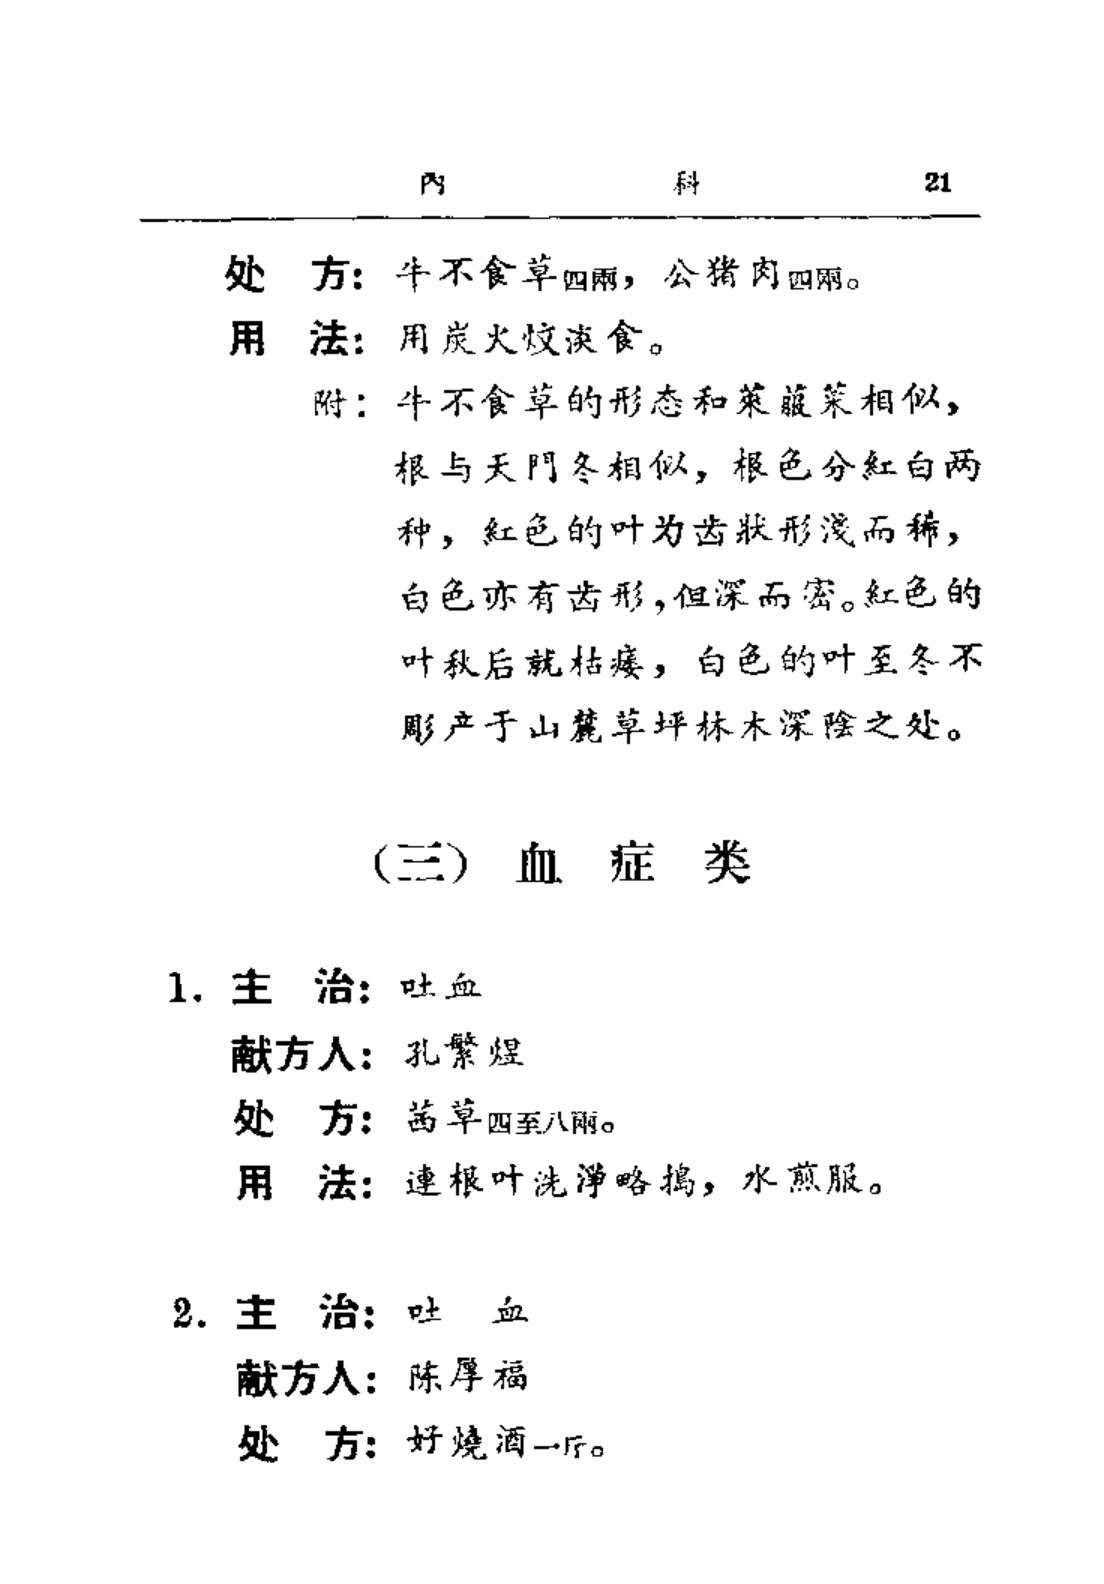 內 科 21
处 方：牛不食草四兩，公猪肉四兩。
用 法：用炭火炆淡食。
附：牛不食草的形态和萊菔菜相似，
根与天門冬相似，根色分紅白两
种，紅色的叶为齿狀形淺而稀，
白色亦有齿形，但深而密。紅色的
叶秋后就枯痿，白色的叶至冬不
彫产于山麓草坪林木深陰之处。
（三）血 症 类
1. 主 治：吐血
献方人：孔繁煜
处 方：茜草四至八兩。
用 法：連根叶洗淨略搗，水煎服。
2. 主 治：吐 血
献方人：陈厚福
处 方：好燒酒一斤。